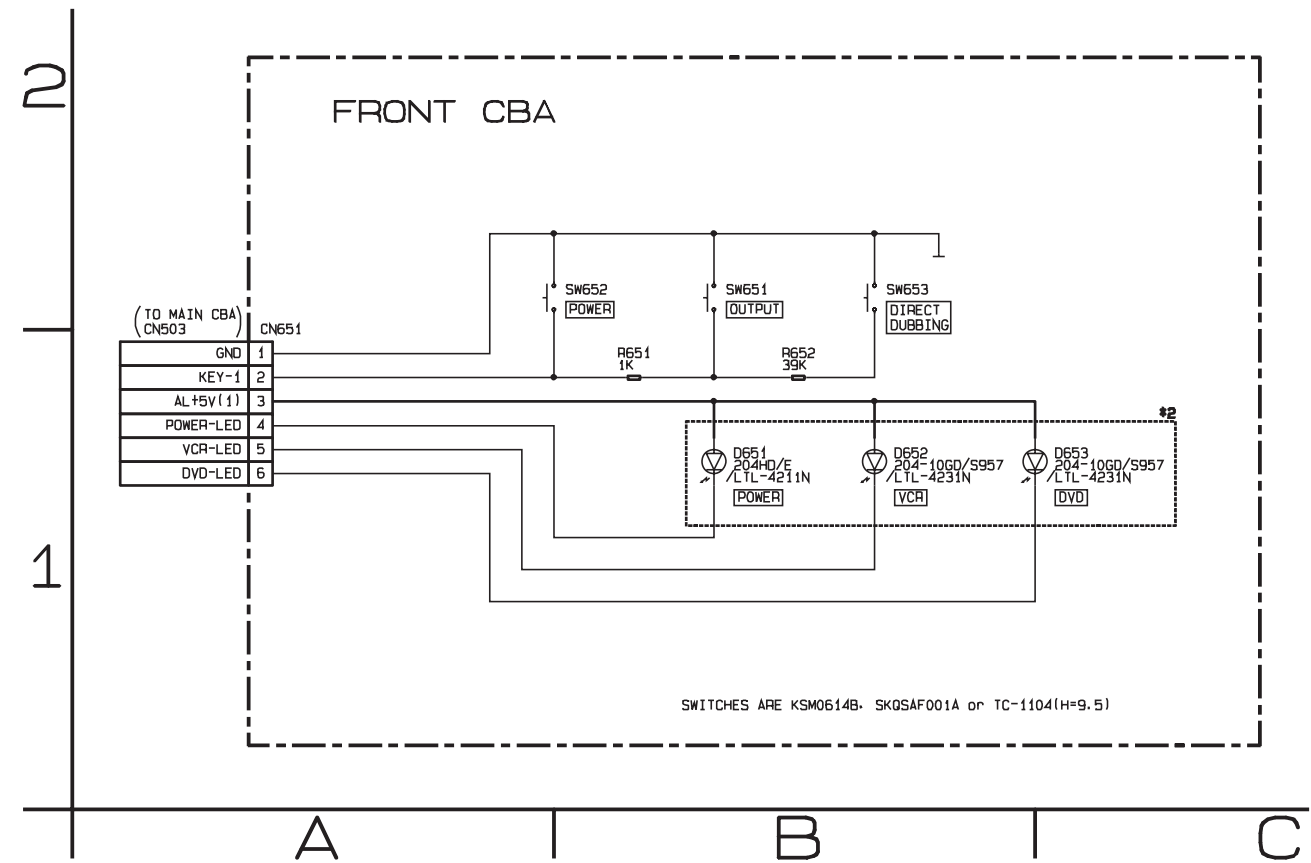 2
FRONT CBA
SW652
POWER
SW651
OUTPUT
SW653
DIRECT
DUBBING
(TO MAIN CBA)
CN503
CN651
GND 1
KEY-1 2
AL+5V(1) 3
POWER-LED 4
VCR-LED 5
DVD-LED 6
R651
1K
R652
39K
*2
D651
204HD/E
/LTL-4211N
POWER
D652
204-10GD/S957
/LTL-4231N
VCR
D653
204-10GD/S957
/LTL-4231N
DVD
1
SWITCHES ARE KSM0614B. SKQSAF001A or TC-1104(H=9.5)
A
B
C